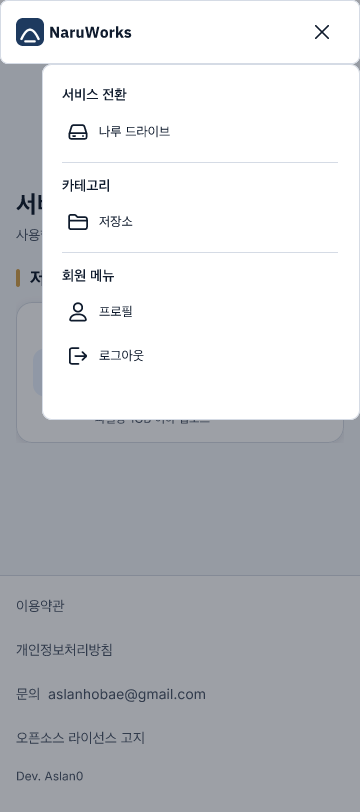 NaruWorks
서비스 전환
나루 드라이브
카테고리
저장소
회원 메뉴
프로필
로그아웃
이용약관
개인정보처리방침
문의 aslanhobae@gmail.com
오픈소스 라이선스 고지
Dev. Aslan0